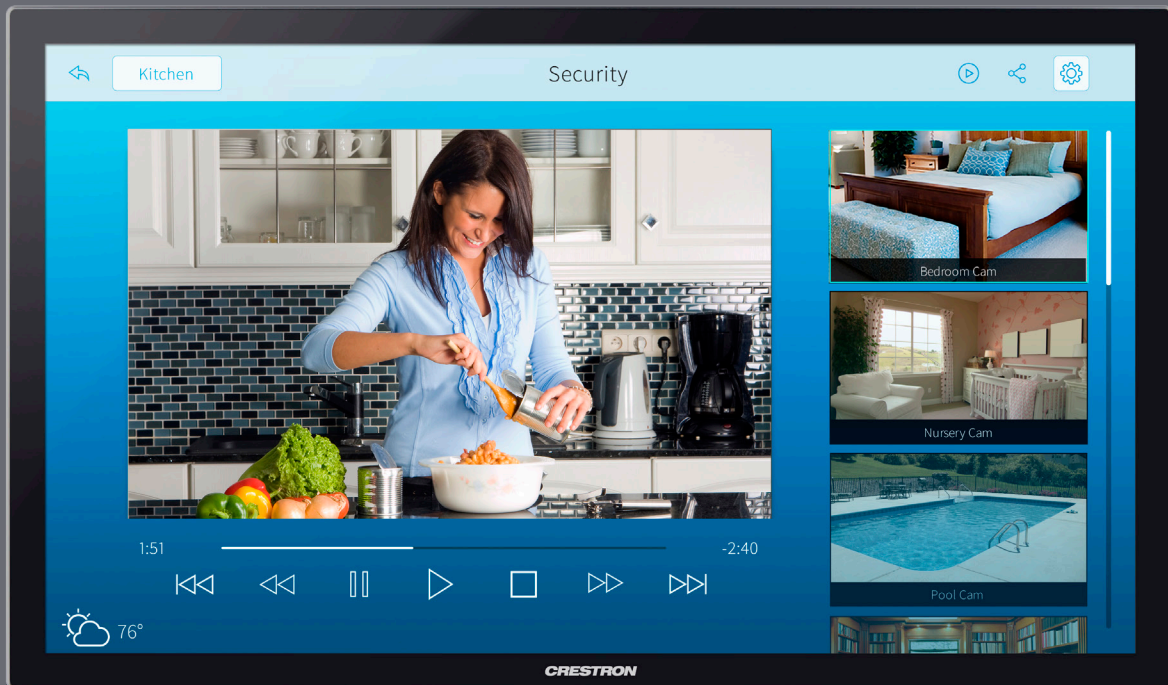 Kitchen
Security
Bedroom Cam
Nursery Cam
Pool Cam
1:51
-2:40
76°
CRESTRON